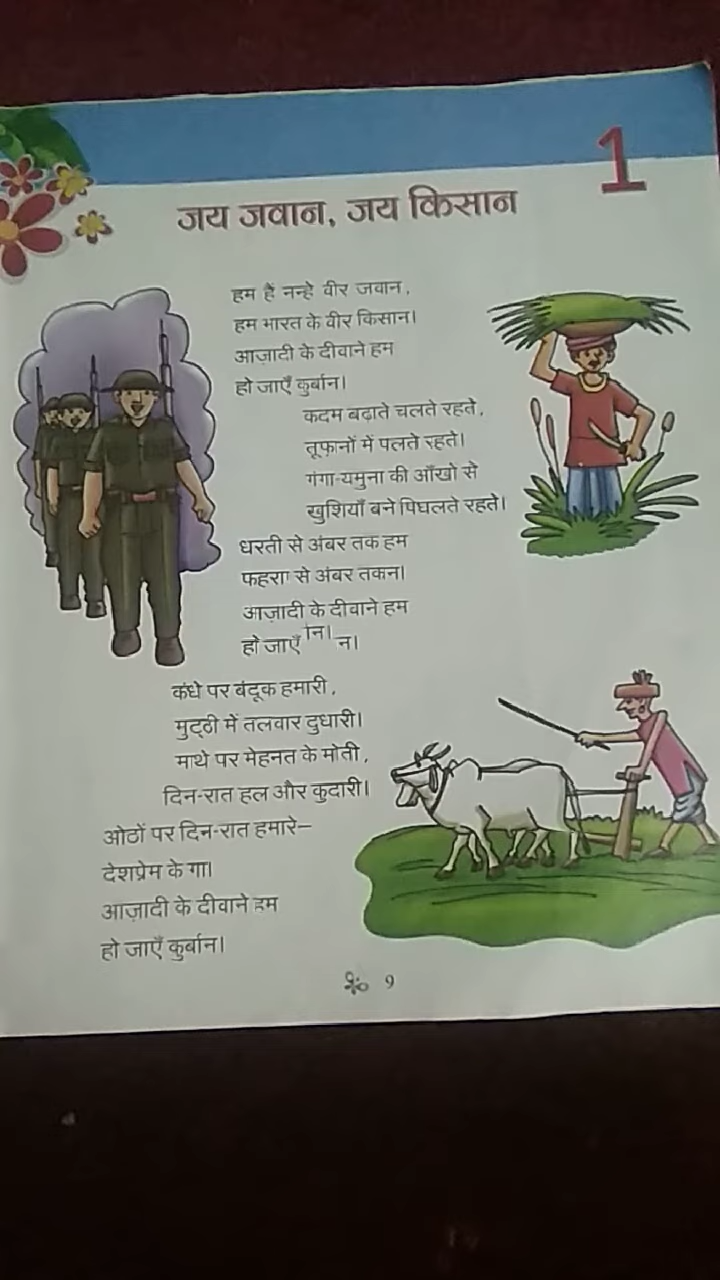 1
जय जवान, जय किसान
हम हैं नन्हे वीर जवान,
हम भारत के वीर किसान।
आज़ादी के दीवाने हम
हो जाएँ कुर्बान।
कदम बढ़ाते चलते रहते,
तूफ़ानों में पलते रहते।
गंगा-यमुना की आँखो से
खुशियाँ बने पिघलते रहते।
धरती से अंबर तक हम
से अंबर तकन।
आज़ादी के दीवाने हम
हो जाएँ
कंधे पर बंदूक हमारी,
मुट्ठी में तलवार दुधारी।
माथे पर मेहनत के मोती,
दिन-रात हल और कुदारी।
ओठों पर दिन-रात हमारे–
देशप्रेम के गा।
आज़ादी के दीवाने हम
हो जाएँ कुर्बान।
9